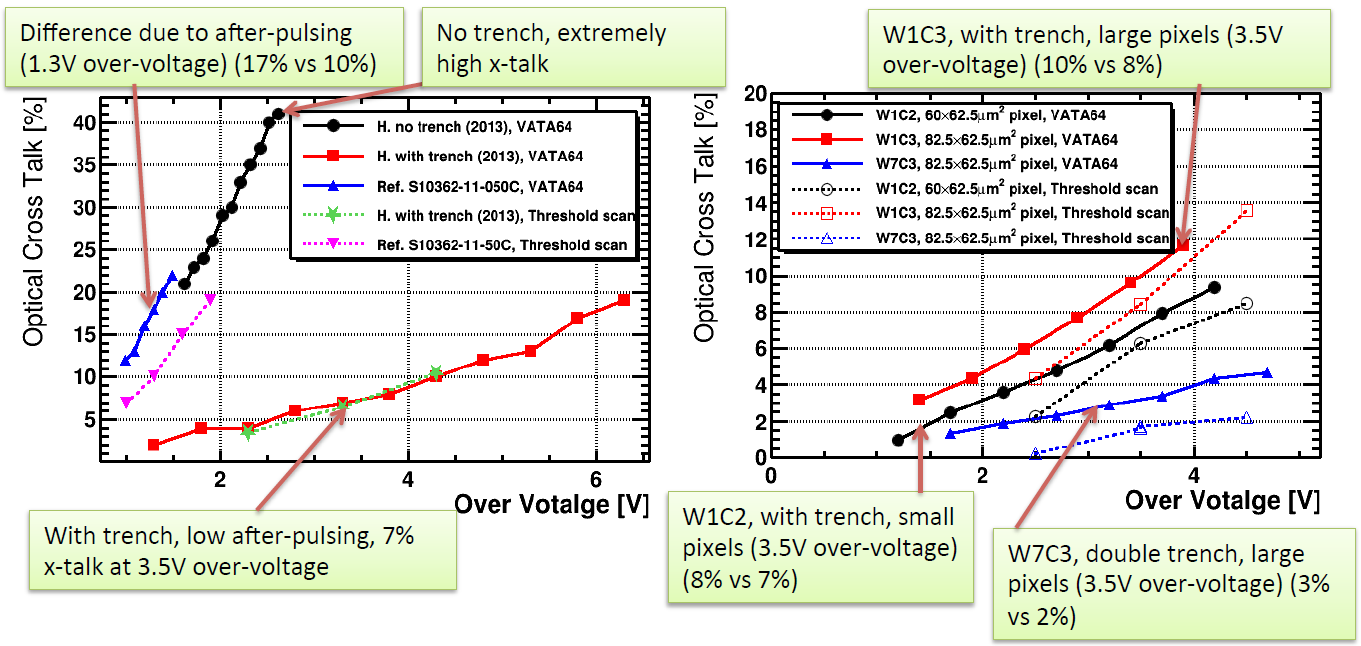 Difference due to after-pulsing
(1.3V over-voltage) (17% vs 10%)
No trench, extremely
high x-talk
W1C3, with trench, large pixels (3.5V
over-voltage) (10% vs 8%)
Optical Cross Talk [%]
40
35
30
25
20
15
10
5
2
4
6
Over Votalge [V]
H. no trench (2013), VATA64
H. with trench (2013), VATA64
Ref. S10362-11-050C, VATA64
H. with trench (2013), Threshold scan
Ref. S10362-11-50C, Threshold scan
Optical Cross Talk [%]
20
18
16
14
12
10
8
6
4
2
0
0
2
4
Over Votalge [V]
W1C2, 60×62.5μm² pixel, VATA64
W1C3, 82.5×62.5μm² pixel, VATA64
W7C3, 82.5×62.5μm² pixel, VATA64
W1C2, 60×62.5μm² pixel, Threshold scan
W1C3, 82.5×62.5μm² pixel, Threshold scan
W7C3, 82.5×62.5μm² pixel, Threshold scan
With trench, low after-pulsing, 7%
x-talk at 3.5V over-voltage
W1C2, with trench, small
pixels (3.5V over-voltage)
(8% vs 7%)
W7C3, double trench, large
pixels (3.5V over-voltage) (3%
vs 2%)